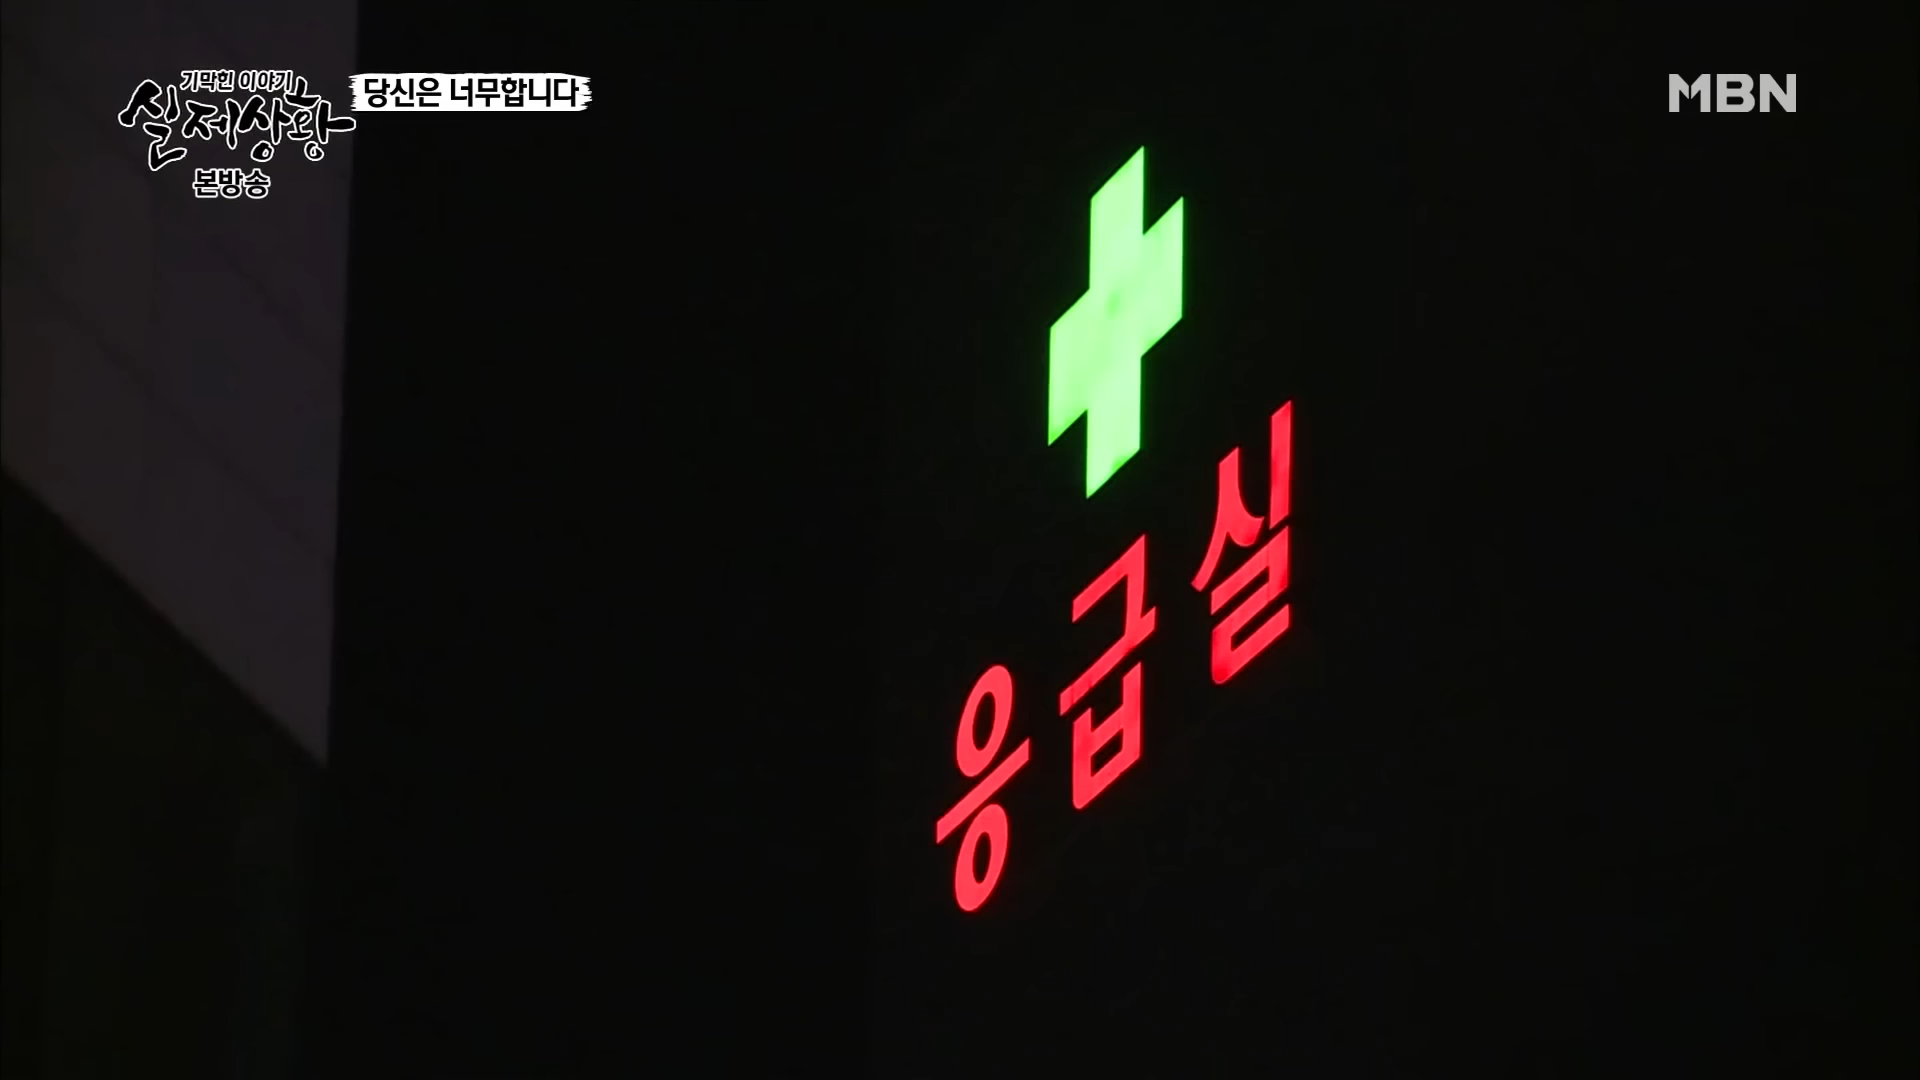 기막힌 이야기
실제상황
본방송
당신은 너무합니다
MBN
응급실